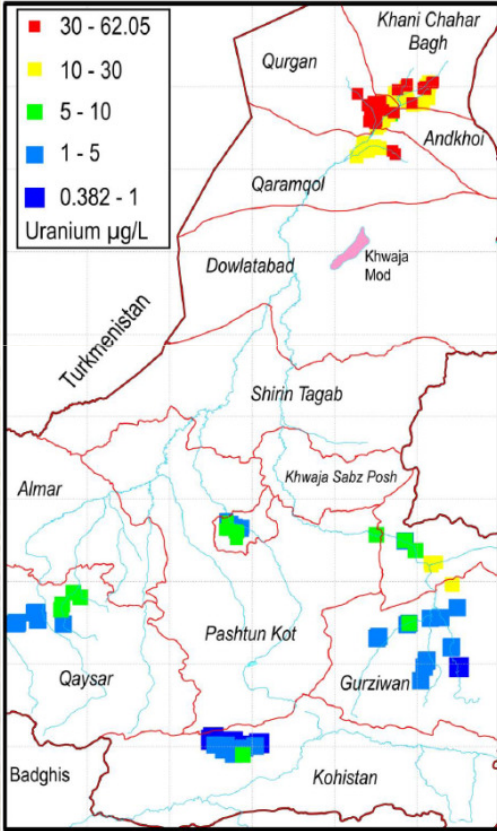 30 - 62.05
10 - 30
5 - 10
1 - 5
0.382 - 1
Uranium µg/L
Khani Chahar
Bagh
Qurgan
Andkhoi
Qaramqol
Dowlatabad
Khwaja
Mod
Turkmenistan
Shirin Tagab
Khwaja Sabz Posh
Almar
Pashtun Kot
Qaysar
Gurziwan
Badghis
Kohistan